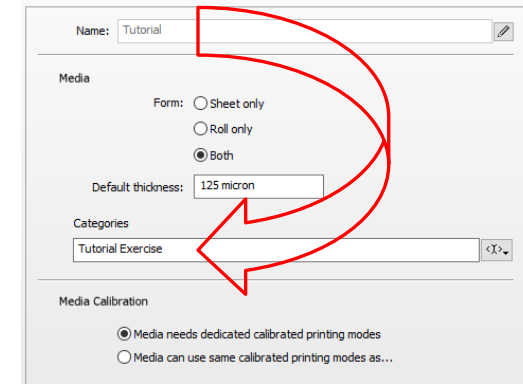 Name: Tutorial
Media
Form: Sheet only
Roll only
Both
Default thickness: 125 micron
Categories
Tutorial Exercise
Media Calibration
Media needs dedicated calibrated printing modes
Media can use same calibrated printing modes as...